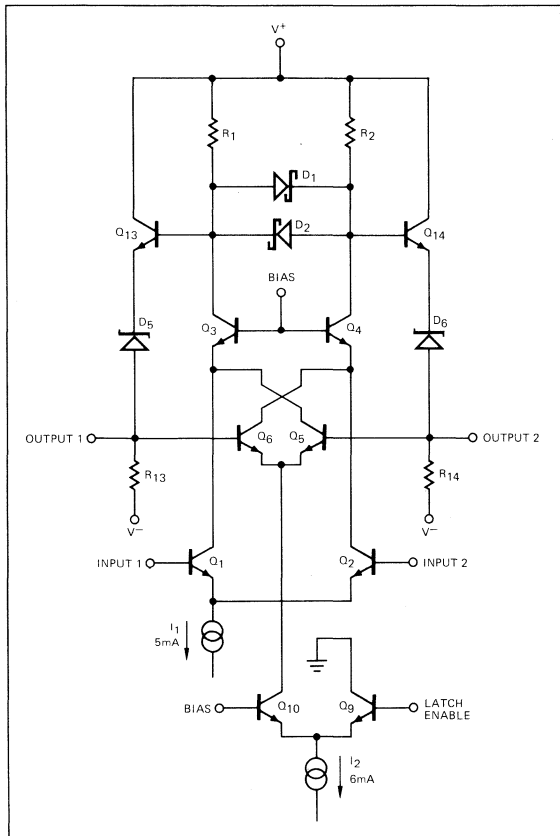 V+
R1
R2
D1
D2
Q13
Q14
BIAS
D5
Q3
Q4
D6
OUTPUT 1
Q6
Q5
OUTPUT 2
R13
R14
V−
V−
INPUT 1
Q1
Q2
INPUT 2
I1
5mA
BIAS
Q10
Q9
LATCH
ENABLE
I2
6mA